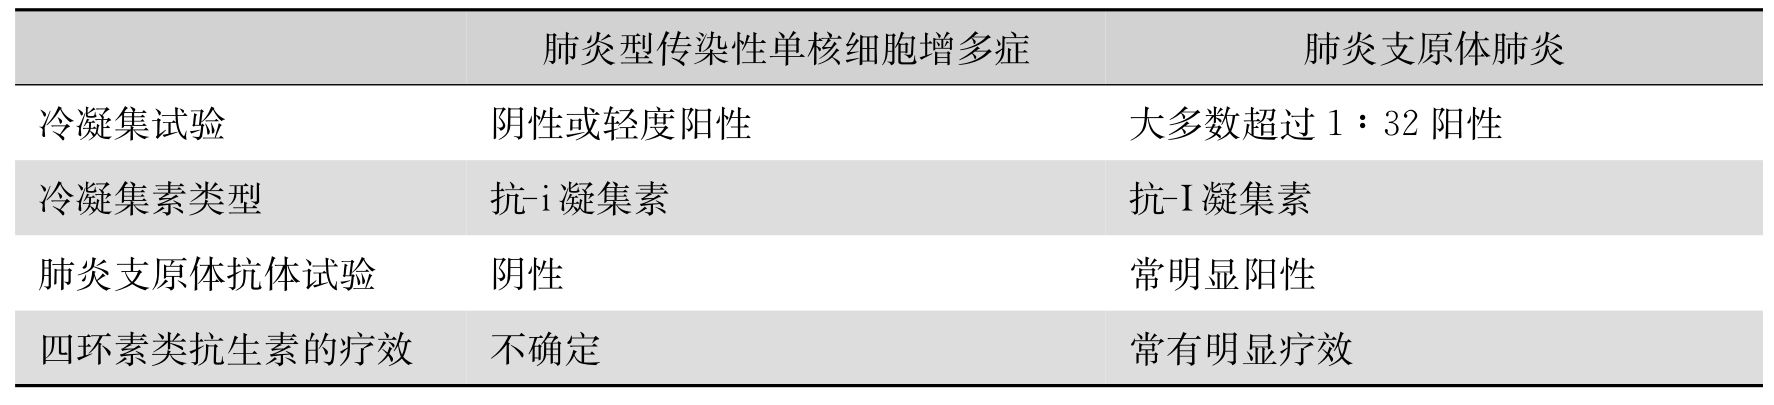 肺炎型传染性单核细胞增多症 肺炎支原体肺炎
冷凝集试验 阴性或轻度阳性 大多数超过1∶32阳性
冷凝集素类型 抗-i凝集素 抗-I凝集素
肺炎支原体抗体试验 阴性 常明显阳性
四环素类抗生素的疗效 不确定 常有明显疗效